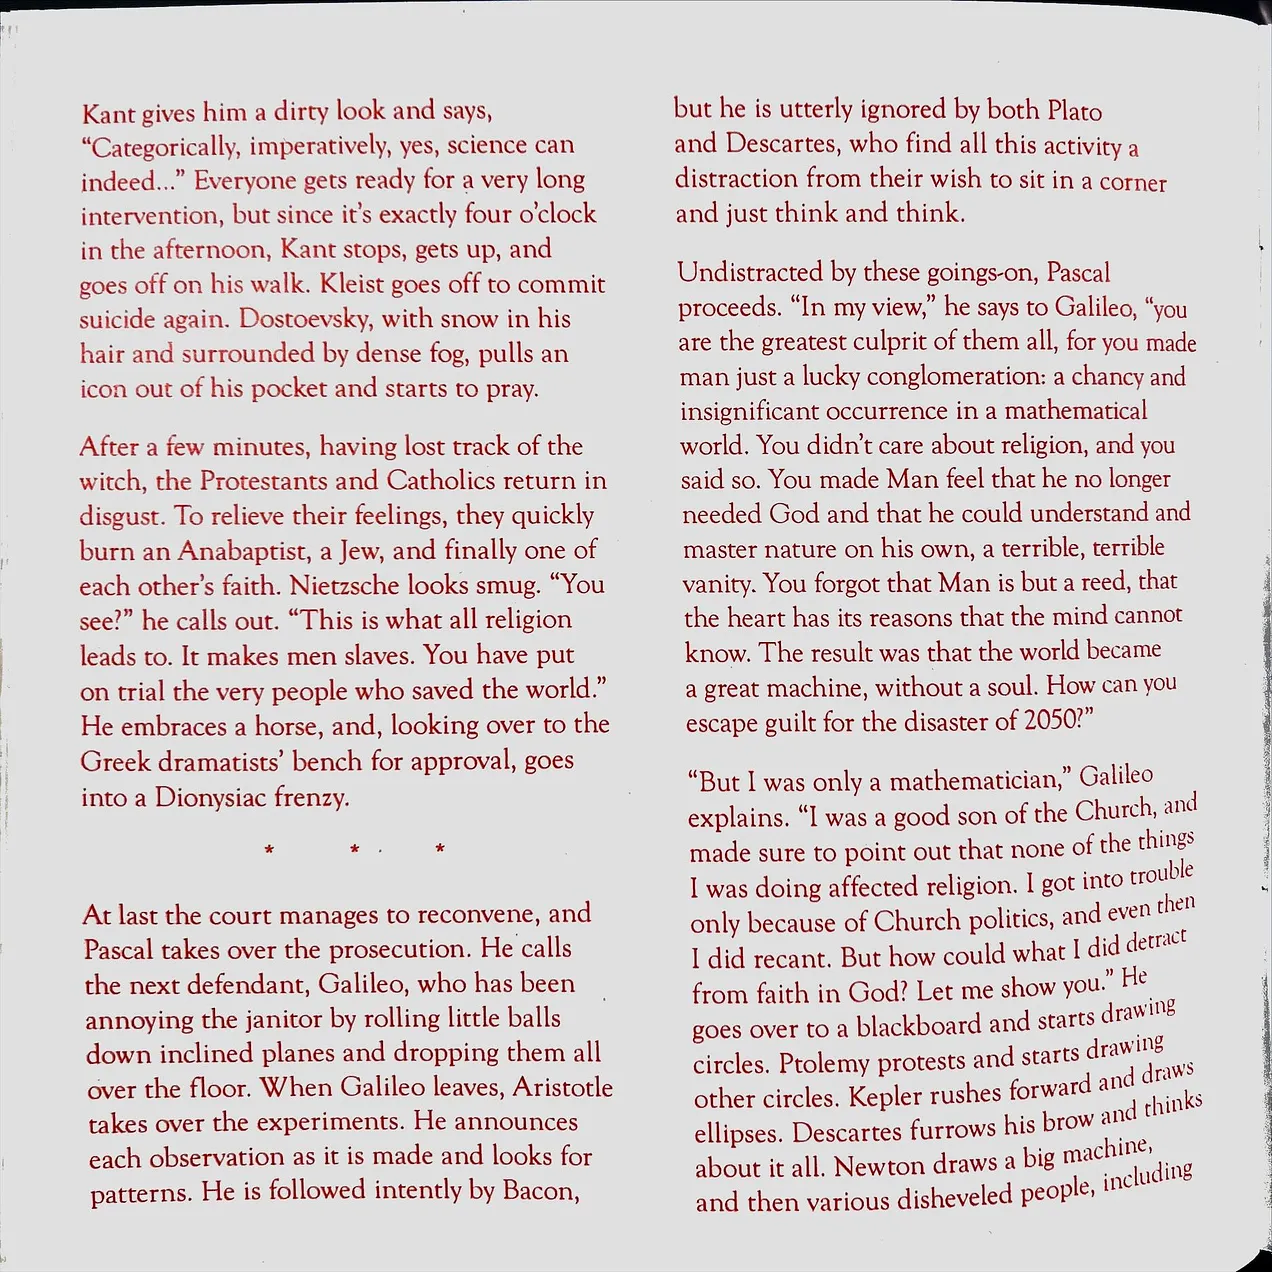 Kant gives him a dirty look and says,
“Categorically, imperatively, yes, science can
indeed...” Everyone gets ready for a very long
intervention, but since it’s exactly four o’clock
in the afternoon, Kant stops, gets up, and
goes off on his walk. Kleist goes off to commit
suicide again. Dostoevsky, with snow in his
hair and surrounded by dense fog, pulls an
icon out of his pocket and starts to pray.
After a few minutes, having lost track of the
witch, the Protestants and Catholics return in
disgust. To relieve their feelings, they quickly
burn an Anabaptist, a Jew, and finally one of
each other’s faith. Nietzsche looks smug. “You
see?” he calls out. “This is what all religion
leads to. It makes men slaves. You have put
on trial the very people who saved the world.”
He embraces a horse, and, looking over to the
Greek dramatists’ bench for approval, goes
into a Dionysiac frenzy.
* * *
At last the court manages to reconvene, and
Pascal takes over the prosecution. He calls
the next defendant, Galileo, who has been
annoying the janitor by rolling little balls
down inclined planes and dropping them all
over the floor. When Galileo leaves, Aristotle
takes over the experiments. He announces
each observation as it is made and looks for
patterns. He is followed intently by Bacon,
but he is utterly ignored by both Plato
and Descartes, who find all this activity a
distraction from their wish to sit in a corner
and just think and think.
Undistracted by these goings-on, Pascal
proceeds. “In my view,” he says to Galileo, “you
are the greatest culprit of them all, for you made
man just a lucky conglomeration: a chancy and
insignificant occurrence in a mathematical
world. You didn’t care about religion, and you
said so. You made Man feel that he no longer
needed God and that he could understand and
master nature on his own, a terrible, terrible
vanity. You forgot that Man is but a reed, that
the heart has its reasons that the mind cannot
know. The result was that the world became
a great machine, without a soul. How can you
escape guilt for the disaster of 2050?”
“But I was only a mathematician,” Galileo
explains. “I was a good son of the Church, and
made sure to point out that none of the things
I was doing affected religion. I got into trouble
only because of Church politics, and even then
I did recant. But how could what I did detract
from faith in God? Let me show you.” He
goes over to a blackboard and starts drawing
circles. Ptolemy protests and starts drawing
other circles. Kepler rushes forward and draws
ellipses. Descartes furrows his brow and thinks
about it all. Newton draws a big machine,
and then various disheveled people, including